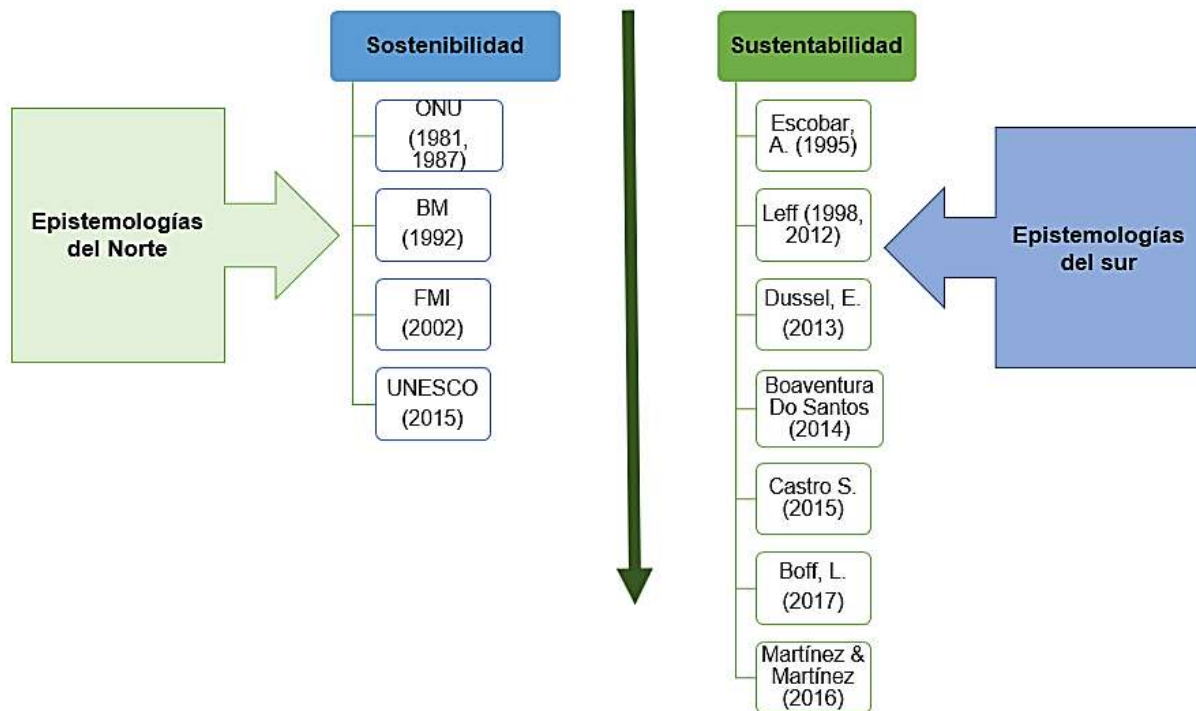 Sostenibilidad
ONU
(1981,
1987)
BM
(1992)
FMI
(2002)
UNESCO
(2015)
Epistemologías
del Norte
Sustentabilidad
Escobar,
A. (1995)
Leff (1998,
2012)
Dussel, E.
(2013)
Boaventura
Do Santos
(2014)
Castro S.
(2015)
Boff, L.
(2017)
Martínez &
Martínez
(2016)
Epistemologías
del sur